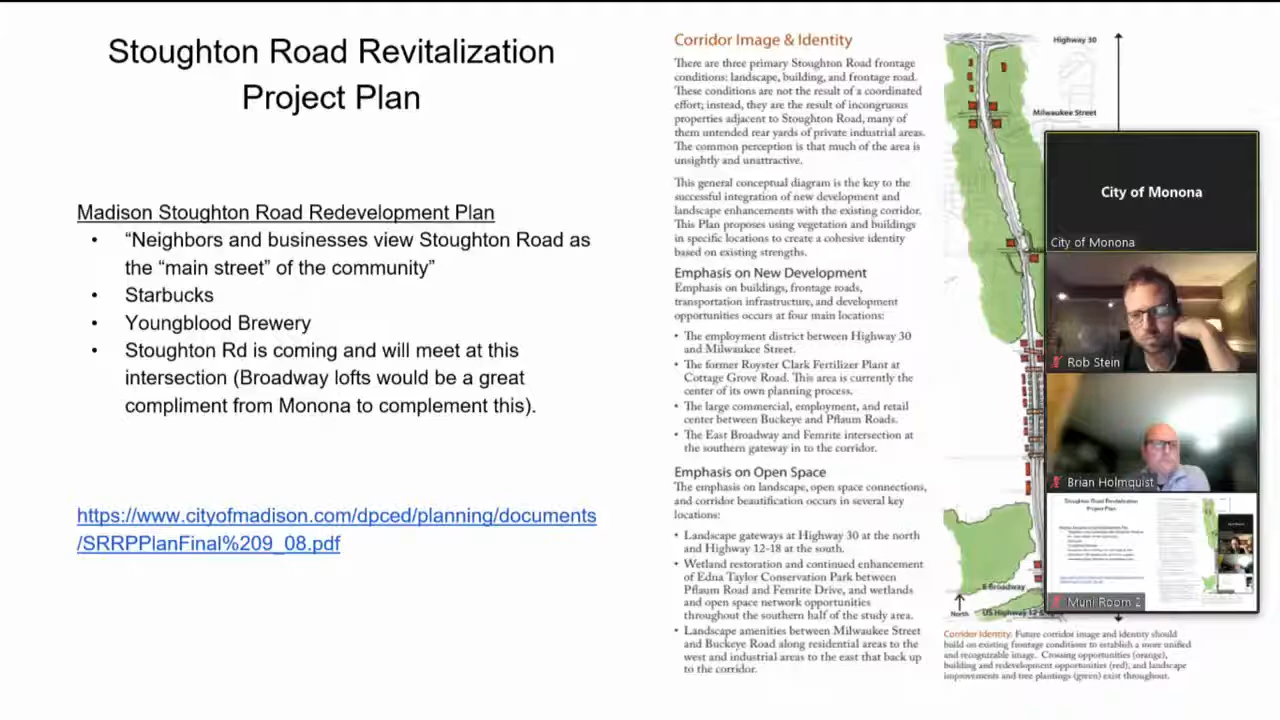 Stoughton Road Revitalization
Project Plan
Madison Stoughton Road Redevelopment Plan
• “Neighbors and businesses view Stoughton Road as
the “main street” of the community”
• Starbucks
• Youngblood Brewery
• Stoughton Rd is coming and will meet at this
intersection (Broadway lofts would be a great
compliment from Monona to complement this).
https://www.cityofmadison.com/dpced/planning/documents
/SRRPPlanFinal%209_08.pdf
Corridor Image & Identity
There are three primary Stoughton Road frontage
conditions: landscape, building, and frontage road.
These conditions are not the result of a coordinated
effort; instead, they are the result of incongruous
properties adjacent to Stoughton Road, many of
them untended rear yards of private industrial areas.
The common perception is that much of the area is
unsightly and unattractive.
This general conceptual diagram is the key to the
successful integration of new development and
landscape enhancements with the existing corridor.
This Plan proposes using vegetation and buildings
in specific locations to create a cohesive identity
based on existing strengths.
Emphasis on New Development
Emphasis on buildings, frontage roads,
transportation infrastructure, and development
opportunities occurs at four main locations:
• The employment district between Highway 30
and Milwaukee Street.
• The former Royster Clark Fertilizer Plant at
Cottage Grove Road. This area is currently the
center of its own planning process.
• The large commercial, employment, and retail
center between Buckeye and Pflaum Roads.
• The East Broadway and Femrite intersection at
the southern gateway in to the corridor.
Emphasis on Open Space
The emphasis on landscape, open space connections,
and corridor beautification occurs in several key
locations:
• Landscape gateways at Highway 30 at the north
and Highway 12-18 at the south.
• Wetland restoration and continued enhancement
of Edna Taylor Conservation Park between
Pflaum Road and Femrite Drive, and wetlands
and open space network opportunities
throughout the southern half of the study area.
• Landscape amenities between Milwaukee Street
and Buckeye Road along residential areas to the
west and industrial areas to the east that back up
to the corridor.
Highway 30
Milwaukee Street
E Broadway
North
US Highway 12 &
Corridor Identity: Future corridor image and identity should
build on existing frontage conditions to establish a more unified
and recognizable image. Crossing opportunities (orange),
building and redevelopment opportunities (red), and landscape
improvements and tree plantings (green) exist throughout.
City of Monona
City of Monona
Rob Stein
Brian Holmquist
Stoughton Road Revitalization
Project Plan
Muni Room 2